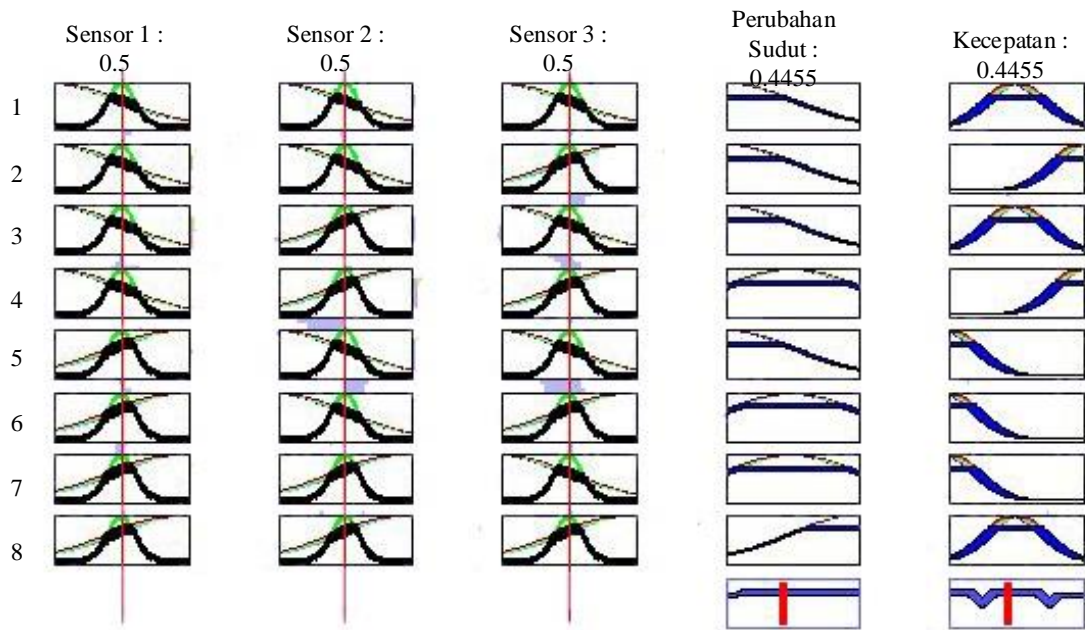 Sensor 1 :
0.5
Sensor 2 :
0.5
Sensor 3 :
0.5
Perubahan
Sudut :
0.4455
Kecepatan :
0.4455
1
2
3
4
5
6
7
8